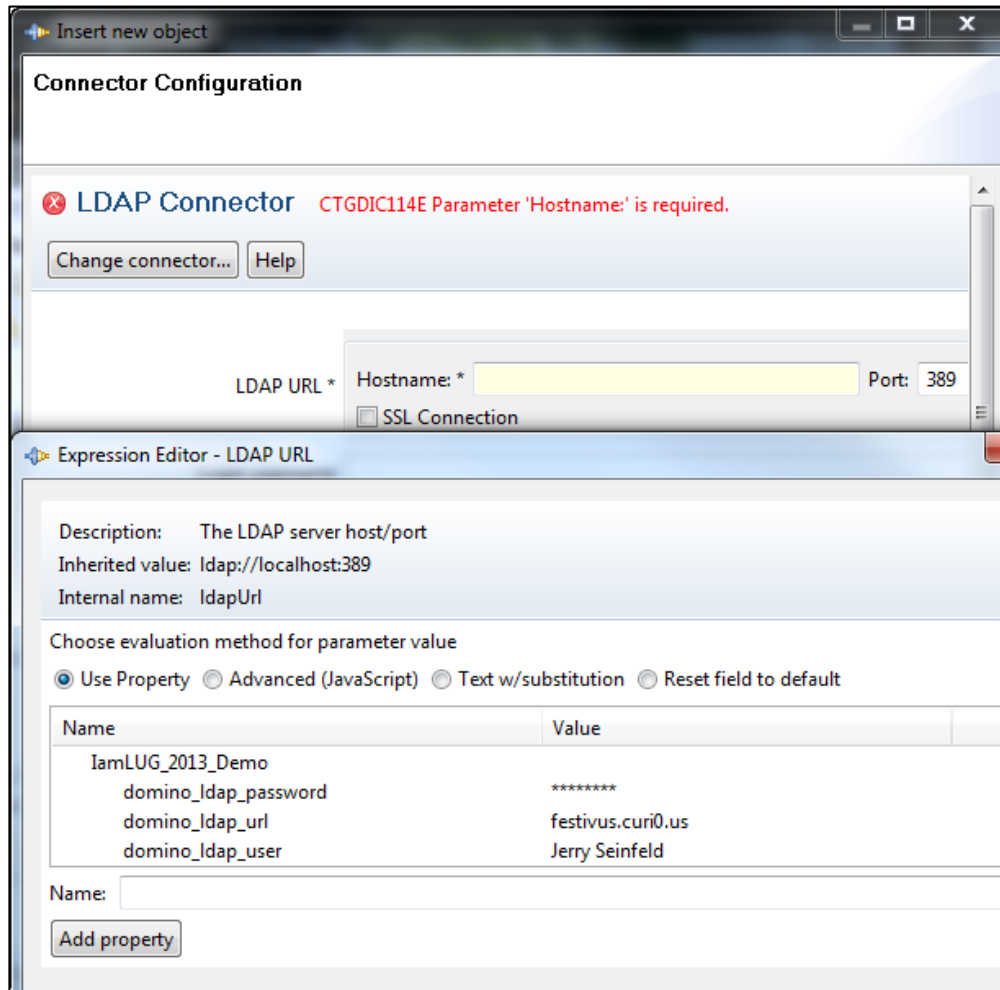 Insert new object
Connector Configuration
LDAP Connector CTGDIC114E Parameter 'Hostname:' is required.
Change connector... Help
LDAP URL * Hostname: * Port: 389
SSL Connection
Expression Editor - LDAP URL
Description: The LDAP server host/port
Inherited value: ldap://localhost:389
Internal name: ldapUrl
Choose evaluation method for parameter value
Use Property Advanced (JavaScript) Text w/substitution Reset field to default
Name Value
IamLUG_2013_Demo
domino_ldap_password ********
domino_ldap_url festivus.curi0.us
domino_ldap_user Jerry Seinfeld
Name:
Add property